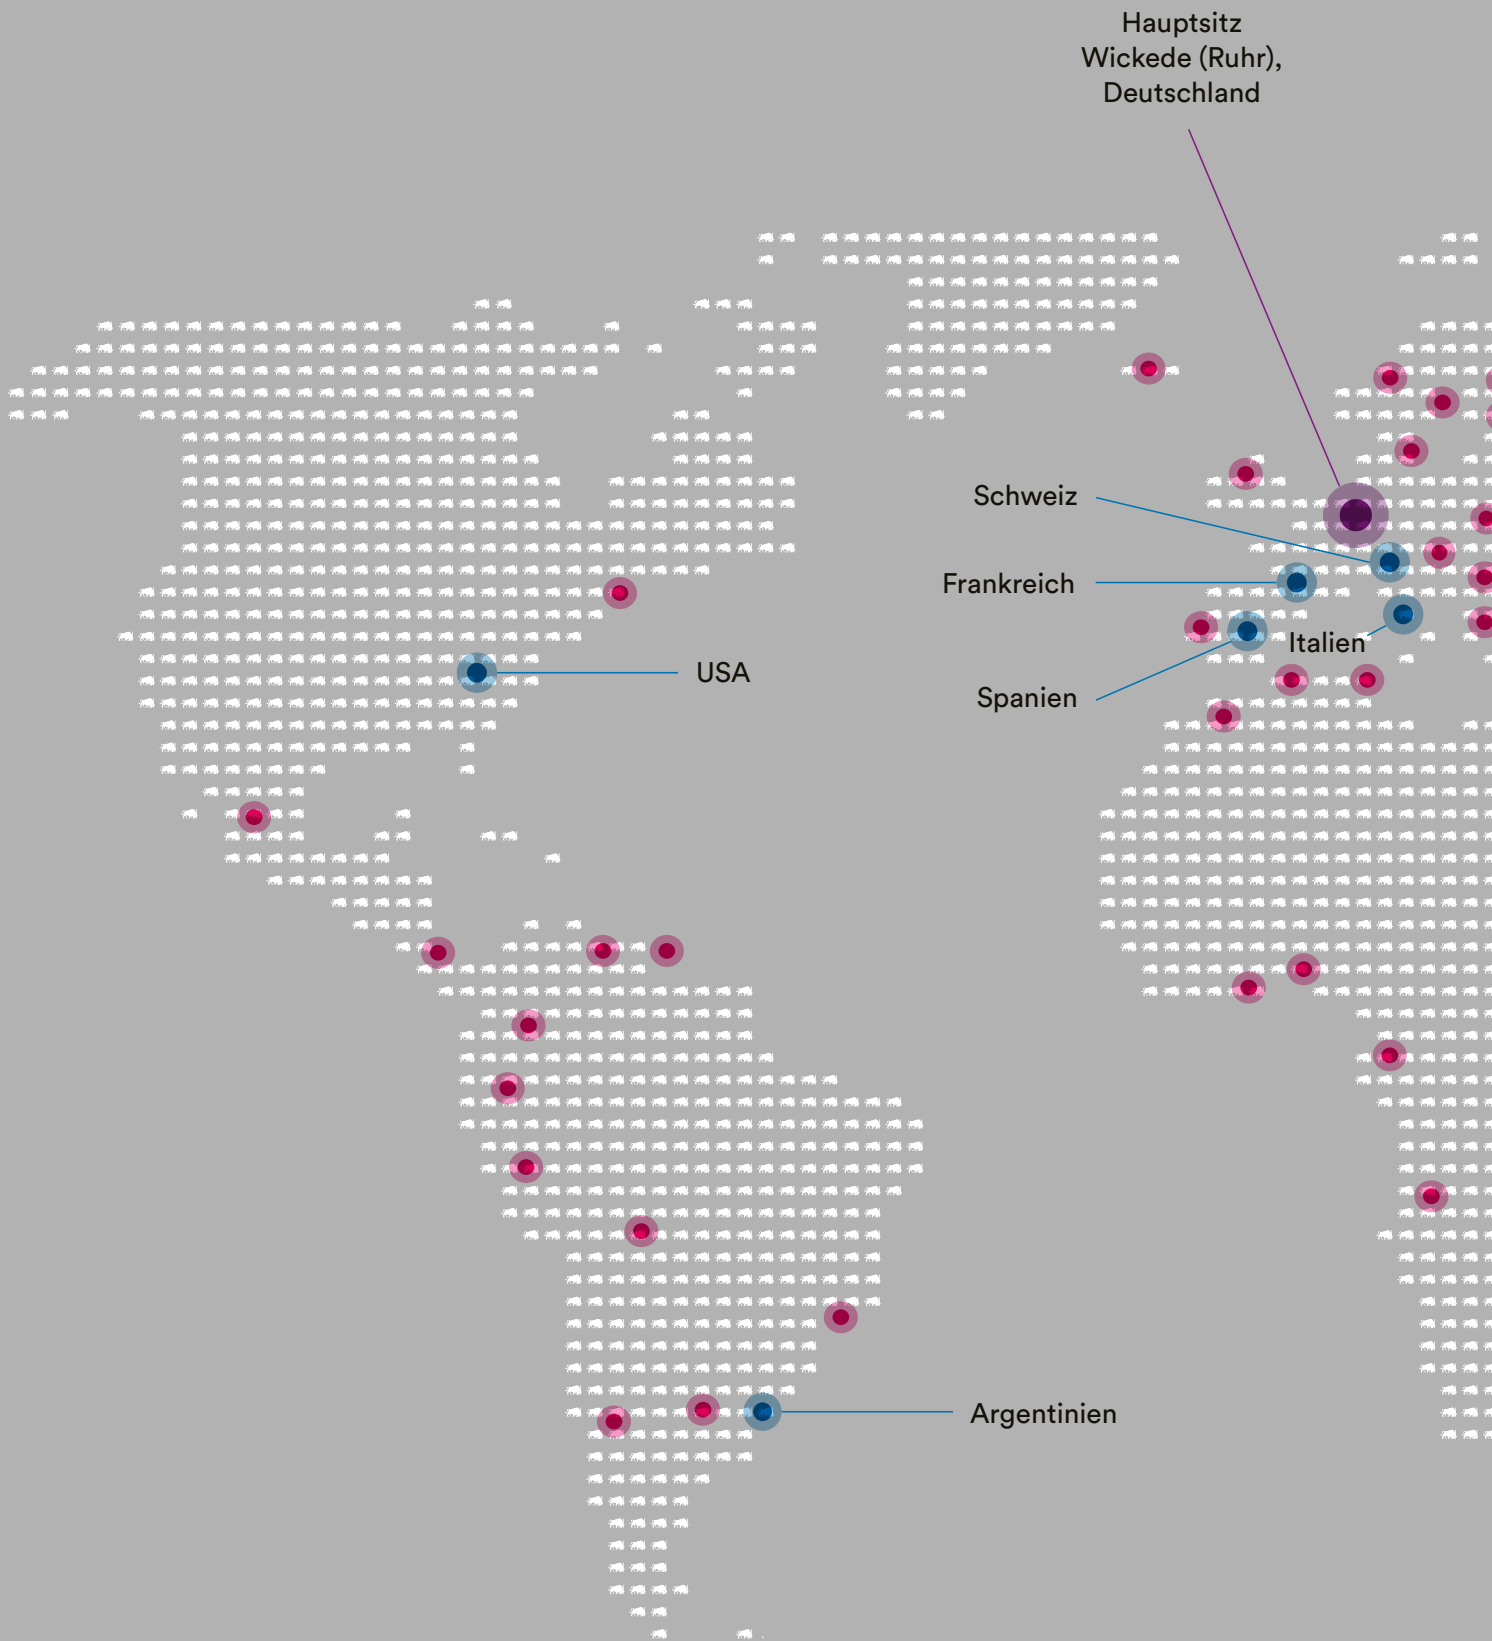 Hauptsitz
Wickede (Ruhr),
Deutschland
Schweiz
Frankreich
Italien
USA
Spanien
Argentinien